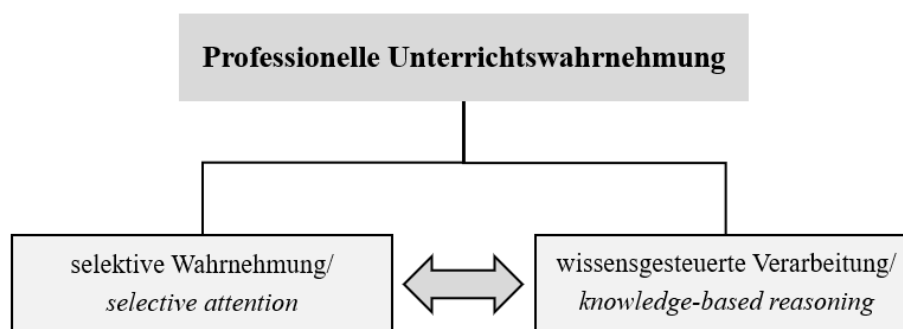 Professionelle Unterrichtswahrnehmung
selektive Wahrnehmung/
selective attention
wissensgesteuerte Verarbeitung/
knowledge-based reasoning